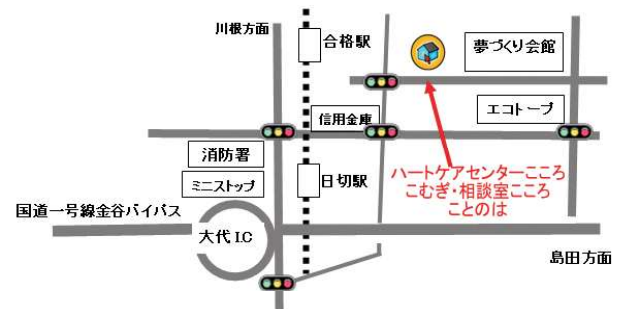 川根方面
合格駅
夢づくり会館
信用金庫
エコトープ
消防署
ミニストップ
日切駅
ハートケアセンターこころ
こむぎ・相談室こころ
ことのは
国道一号線金谷バイパス
大代 I.C
島田方面